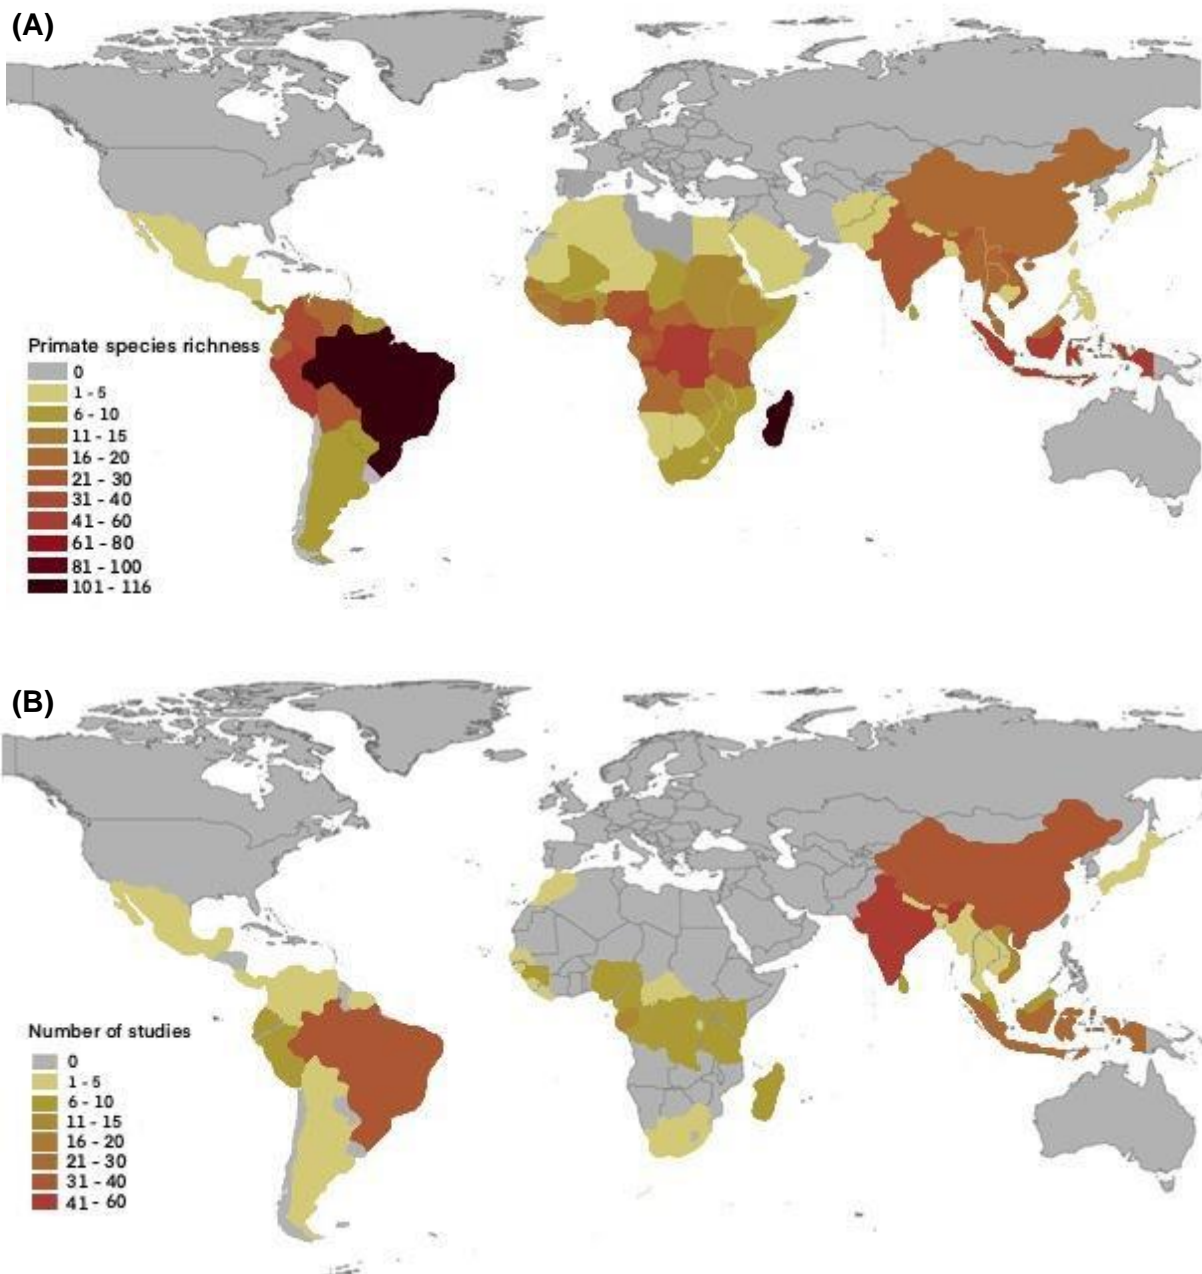 (A)
Primate species richness
0
1 - 5
6 - 10
11 - 15
16 - 20
21 - 30
31 - 40
41 - 60
61 - 80
81 - 100
101 - 116
(B)
Number of studies
0
1 - 5
6 - 10
11 - 15
16 - 20
21 - 30
31 - 40
41 - 60